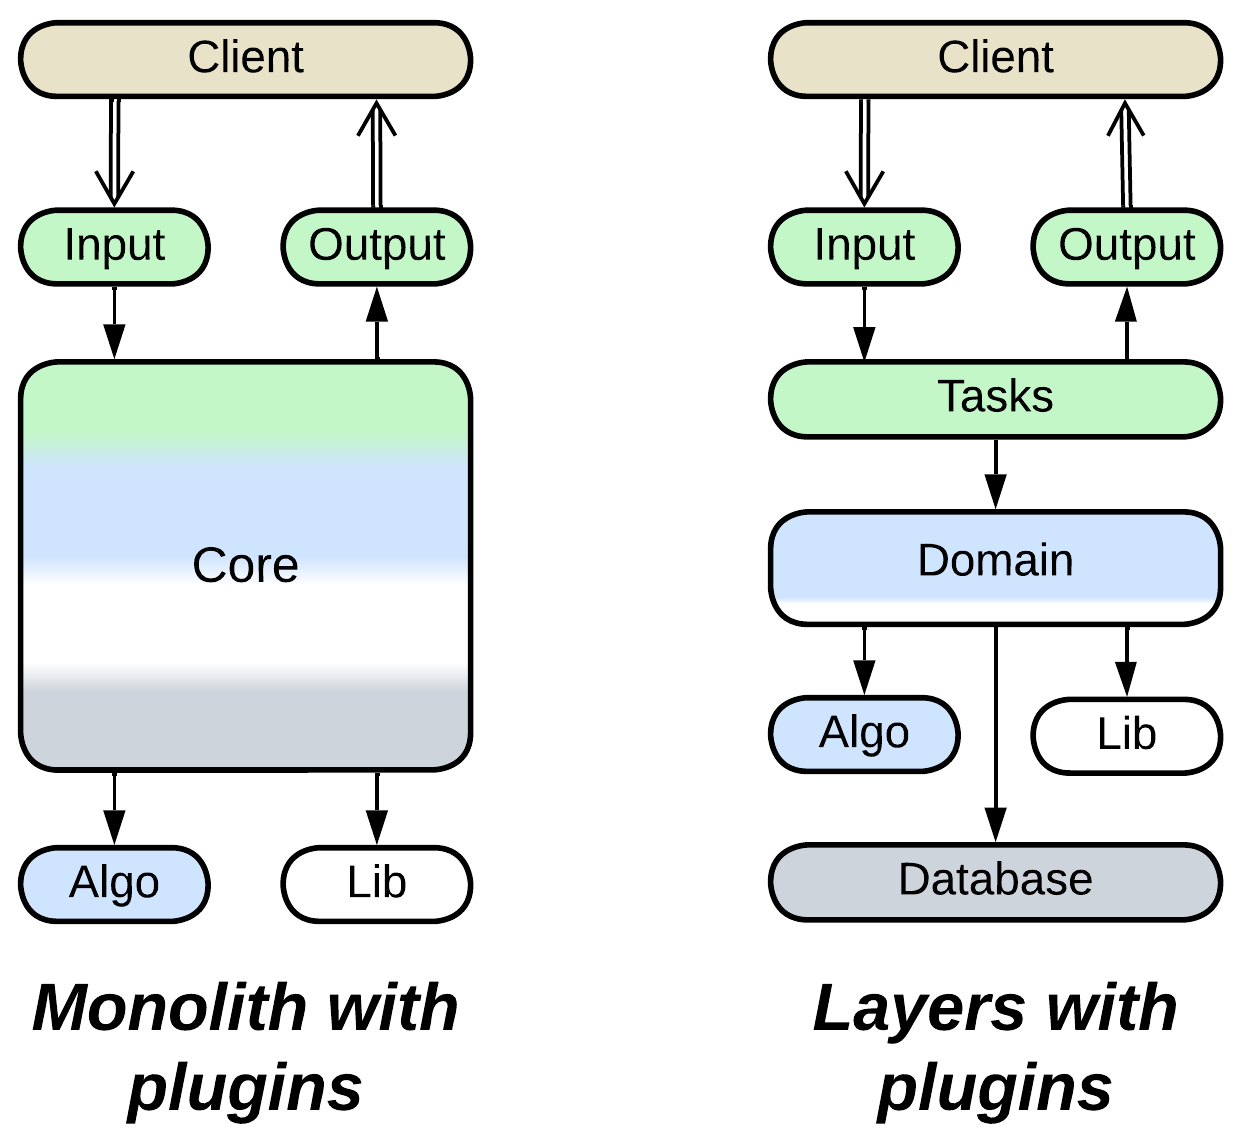 Client
Input
Output
Core
Algo
Lib
Monolith with
plugins
Client
Input
Output
Tasks
Domain
Algo
Lib
Database
Layers with
plugins